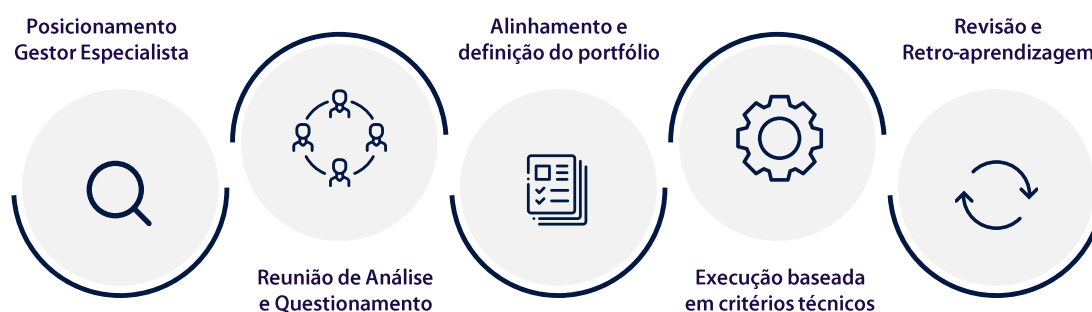 Posicionamento
Gestor Especialista
Reunião de Análise
e Questionamento
Alinhamento e
definição do portfólio
Execução baseada
em critérios técnicos
Revisão e
Retro-aprendizagem